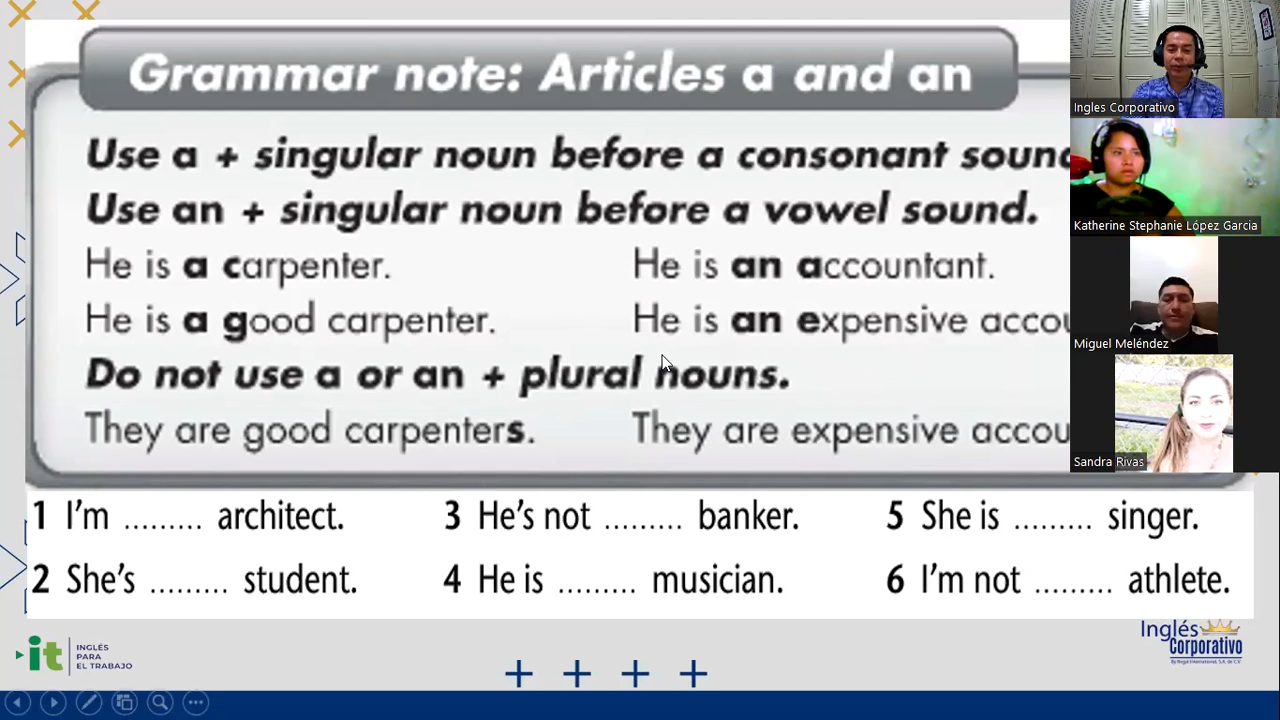 Grammar note: Articles a and an
Use a + singular noun before a consonant sound
Use an + singular noun before a vowel sound.
He is a carpenter. He is an accountant.
He is a good carpenter. He is an expensive accou
Do not use a or an + plural nouns.
They are good carpenters. They are expensive accou
1 I'm ......... architect. 3 He's not ......... banker. 5 She is ......... singer.
2 She's ......... student. 4 He is ......... musician. 6 I'm not ......... athlete.
Ingles Corporativo
Katherine Stephanie López Garcia
Miguel Meléndez
Sandra Rivas
it INGLÉS
PARA
EL TRABAJO
Inglés
Corporativo
By Regal International, S.A. de C.V.